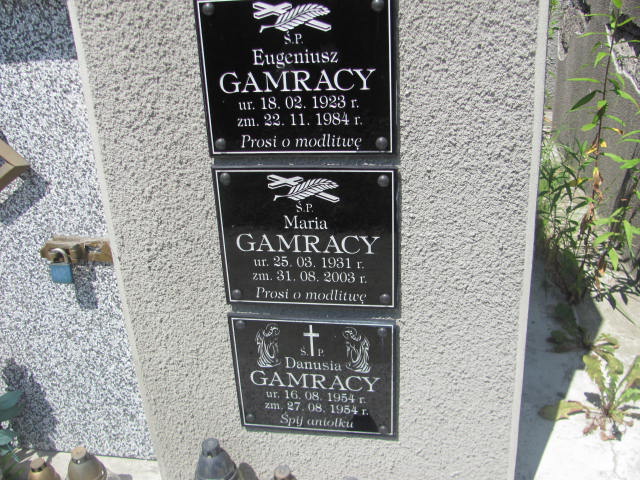 Ś.P.
Eugeniusz
GAMRACY
ur. 18. 02. 1923 r.
zm. 22. 11. 1984 r.
Prosi o modlitwę
Ś.P.
Maria
GAMRACY
ur. 25. 03. 1931 r.
zm. 31. 08. 2003 r.
Prosi o modlitwę
Ś. P.
Danusia
GAMRACY
ur. 16. 08. 1954 r.
zm. 27. 08. 1954 r.
Śpij aniołku